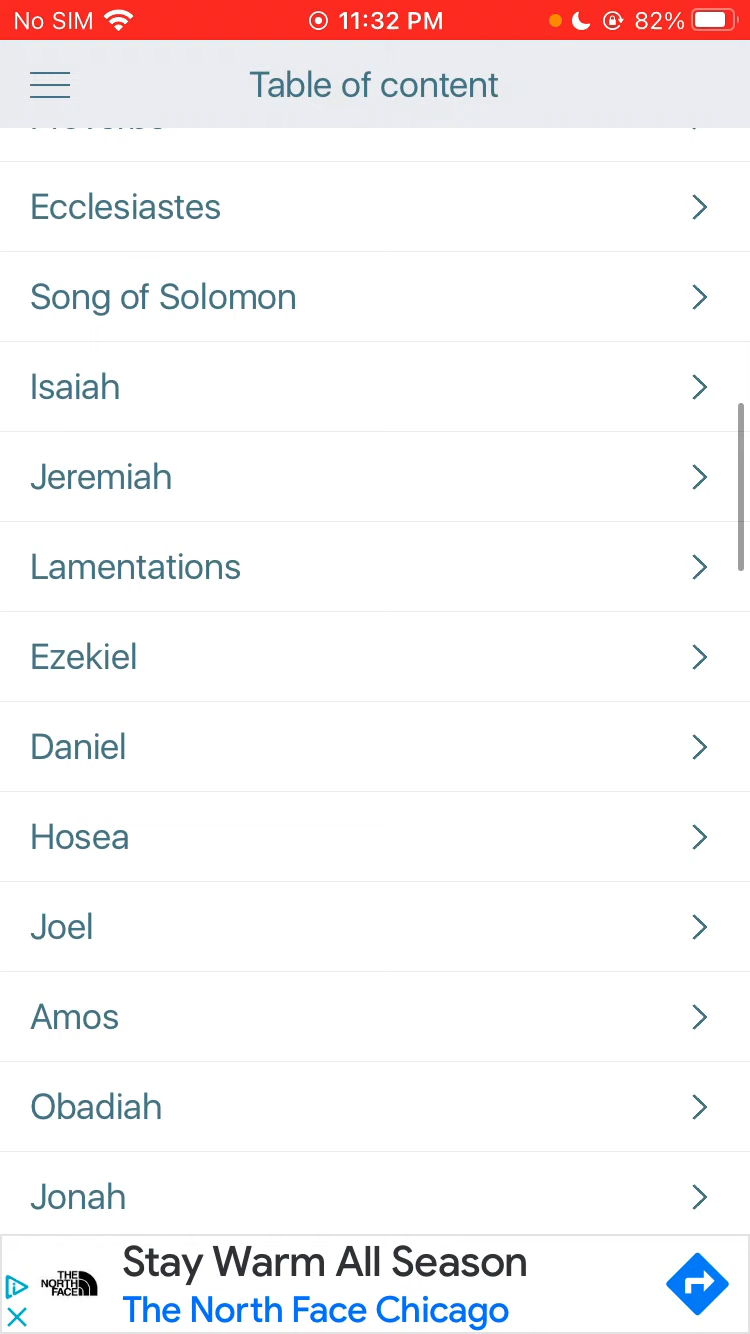 No SIM 11:32 PM 82%
Table of content
Ecclesiastes
Song of Solomon
Isaiah
Jeremiah
Lamentations
Ezekiel
Daniel
Hosea
Joel
Amos
Obadiah
Jonah
Stay Warm All Season
THE NORTH FACE
The North Face Chicago